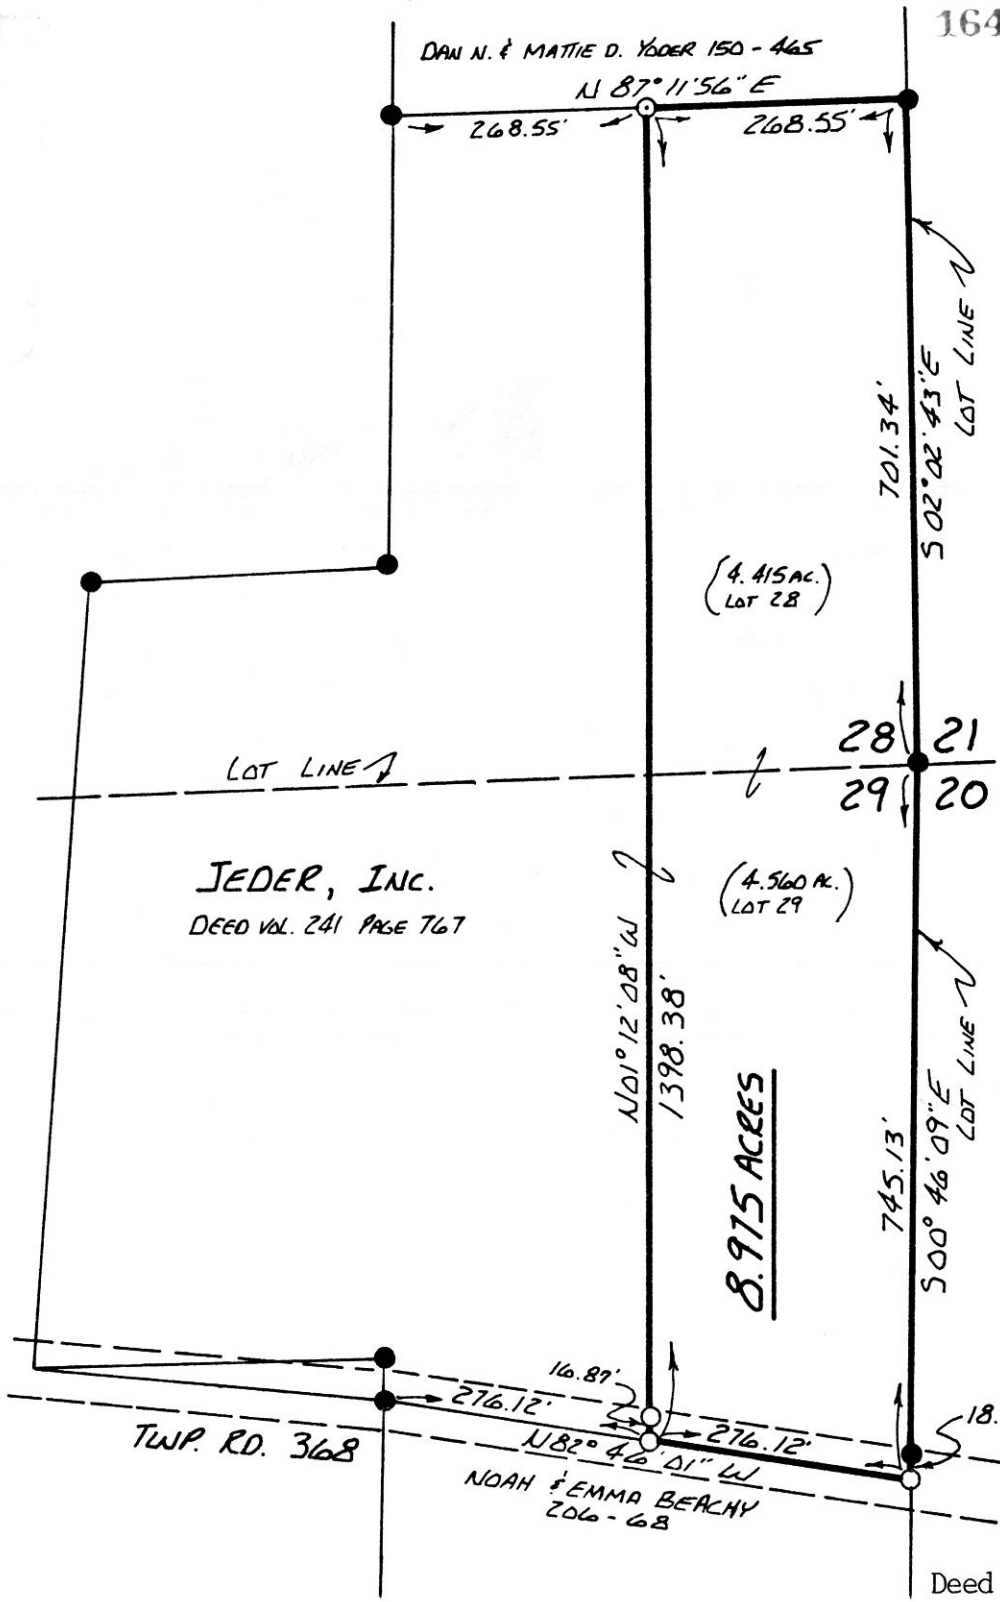 164
DAN N. & MATTIE D. YODER 150-465
N 87° 11' 56" E
268.55'
268.55'
LOT LINE
701.34'
S 02° 02' 43" E
(4.415 AC.)
LOT 28
28 21
29 20
LOT LINE
JEDER, INC.
DEED VOL. 241 PAGE 767
(4.560 AC.)
LOT 29
N 01° 12' 08" W
1398.38'
LOT LINE
745.13'
S 00° 46' 09" E
8.975 ACRES
16.87'
276.12'
276.12'
18.
N 82° 46' 01" W
TWP. RD. 368
NOAH & EMMA BEACHY
206-68
Deed